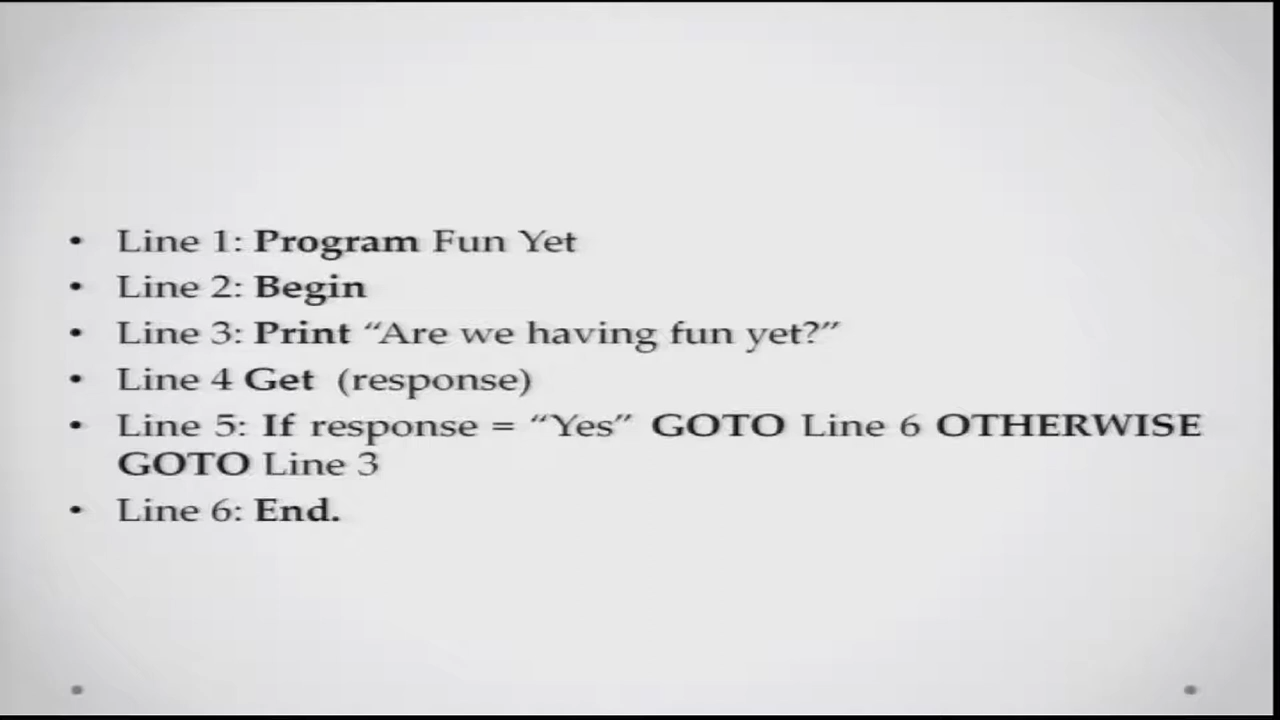 • Line 1: Program Fun Yet
• Line 2: Begin
• Line 3: Print “Are we having fun yet?”
• Line 4 Get (response)
• Line 5: If response = “Yes” GOTO Line 6 OTHERWISE
GOTO Line 3
• Line 6: End.